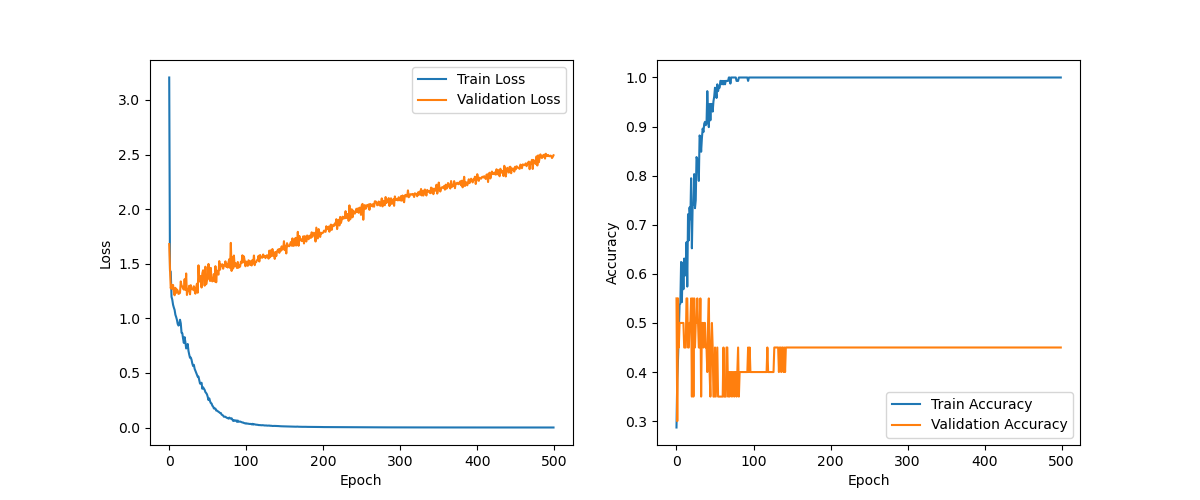 Train Loss
Validation Loss
3.0
2.5
2.0
1.5
1.0
0.5
0.0
Loss
0 100 200 300 400 500
Epoch
1.0
0.9
0.8
0.7
0.6
0.5
0.4
0.3
Accuracy
Train Accuracy
Validation Accuracy
0 100 200 300 400 500
Epoch